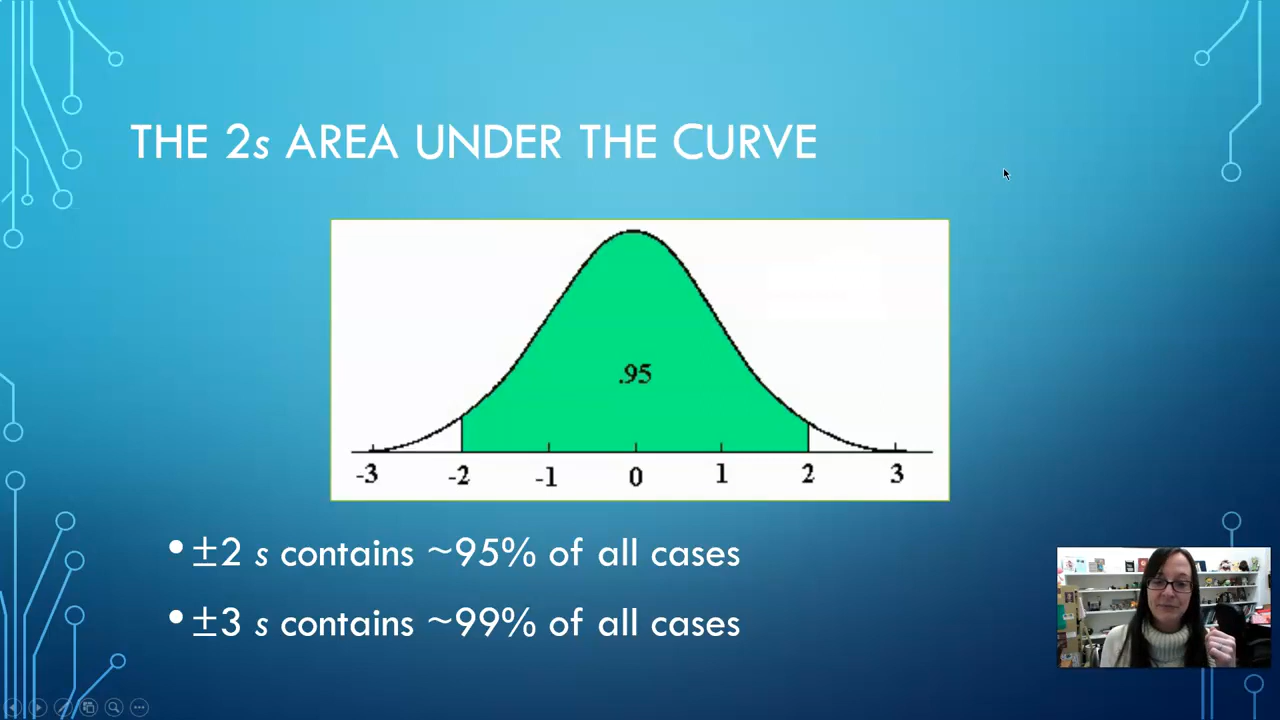 THE 2s AREA UNDER THE CURVE
.95
-3 -2 -1 0 1 2 3
• ±2 s contains ~95% of all cases
• ±3 s contains ~99% of all cases